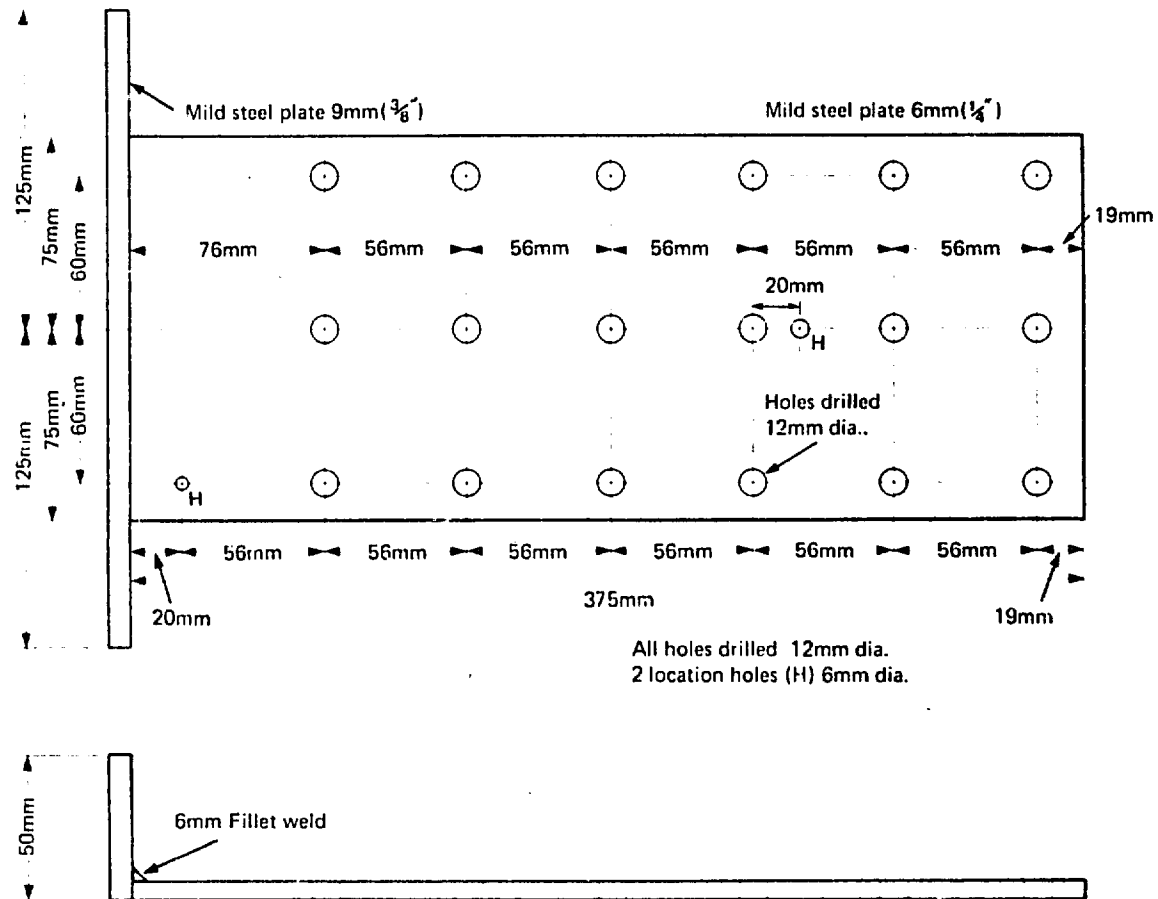 Mild steel plate 9mm(3/8")
Mild steel plate 6mm(1/4")
125mm
75mm
60mm
19mm
76mm
56mm
56mm
56mm
56mm
56mm
20mm
H
125mm
75mm
60mm
Holes drilled
12mm dia..
H
56mm
56mm
56mm
56mm
56mm
56mm
20mm
375mm
19mm
All holes drilled 12mm dia.
2 location holes (H) 6mm dia.
50mm
6mm Fillet weld